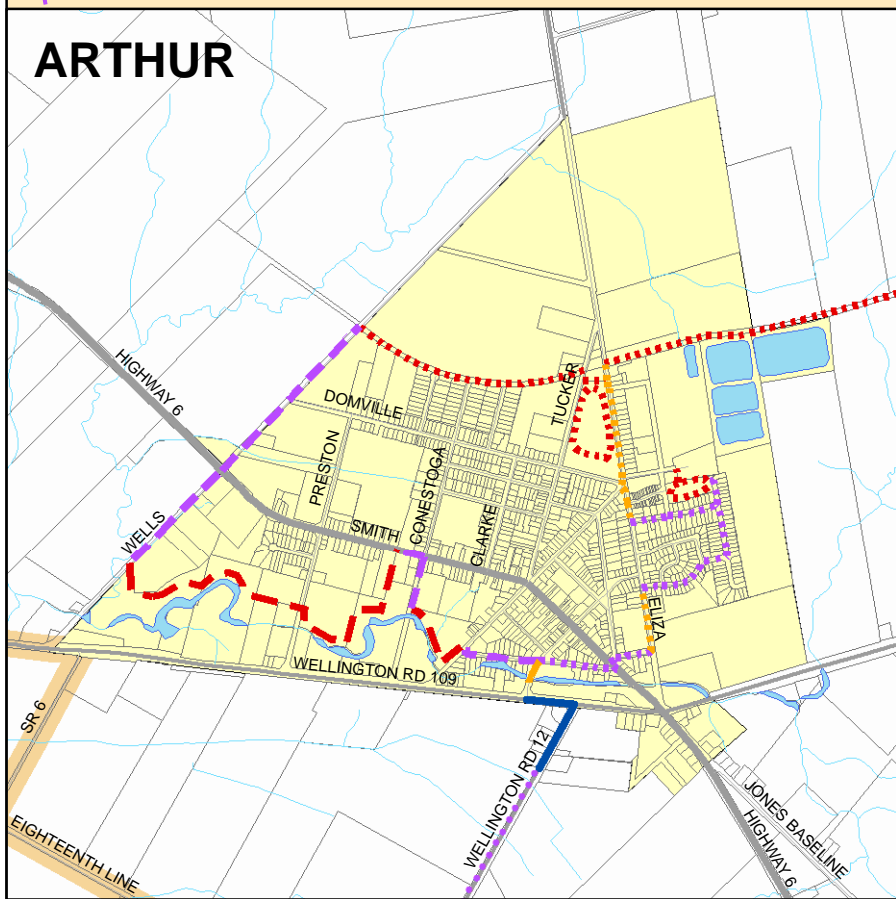 ARTHUR
HIGHWAY 6
DOMVILLE
TUCKER
PRESTON
CONESTOGA
CLARKE
SMITH
WELLS
ELIZA
WELLINGTON RD 109
SR 6
WELLINGTON RD 12
JONES BASELINE
HIGHWAY 6
EIGHTEENTH LINE